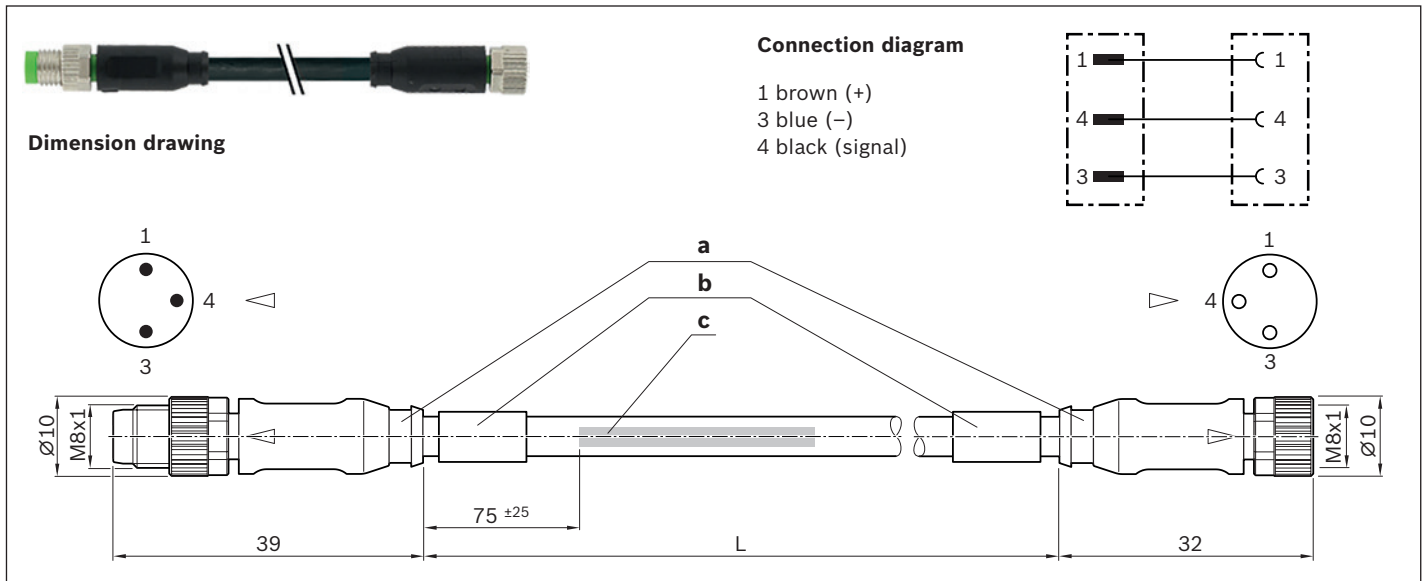 Connection diagram
1 brown (+)
3 blue (–)
4 black (signal)
1 1
4 4
3 3
Dimension drawing
1
4
3
a
b
c
1
4
3
Ø10
M8x1
M8x1
Ø10
75 ±25
39
L
32